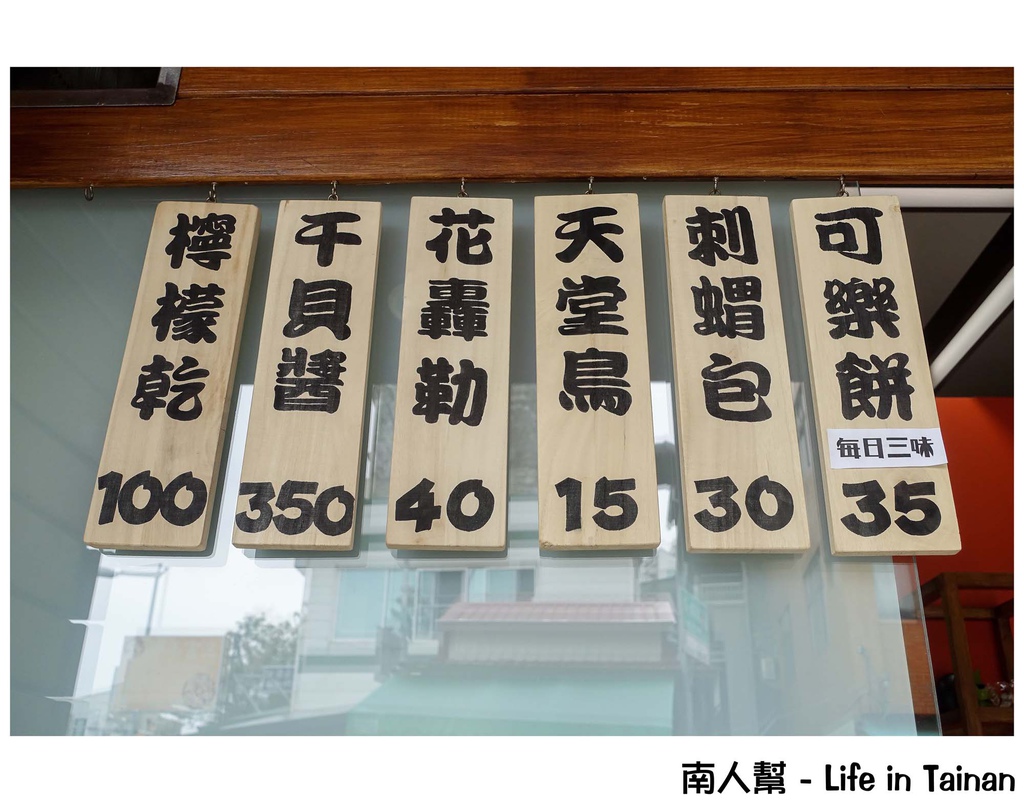 可樂餅
每日三味
35
刺蝟包
30
天堂鳥
15
花轟勒
40
干貝醬
350
檸檬乾
100
南人幫 - Life in Tainan